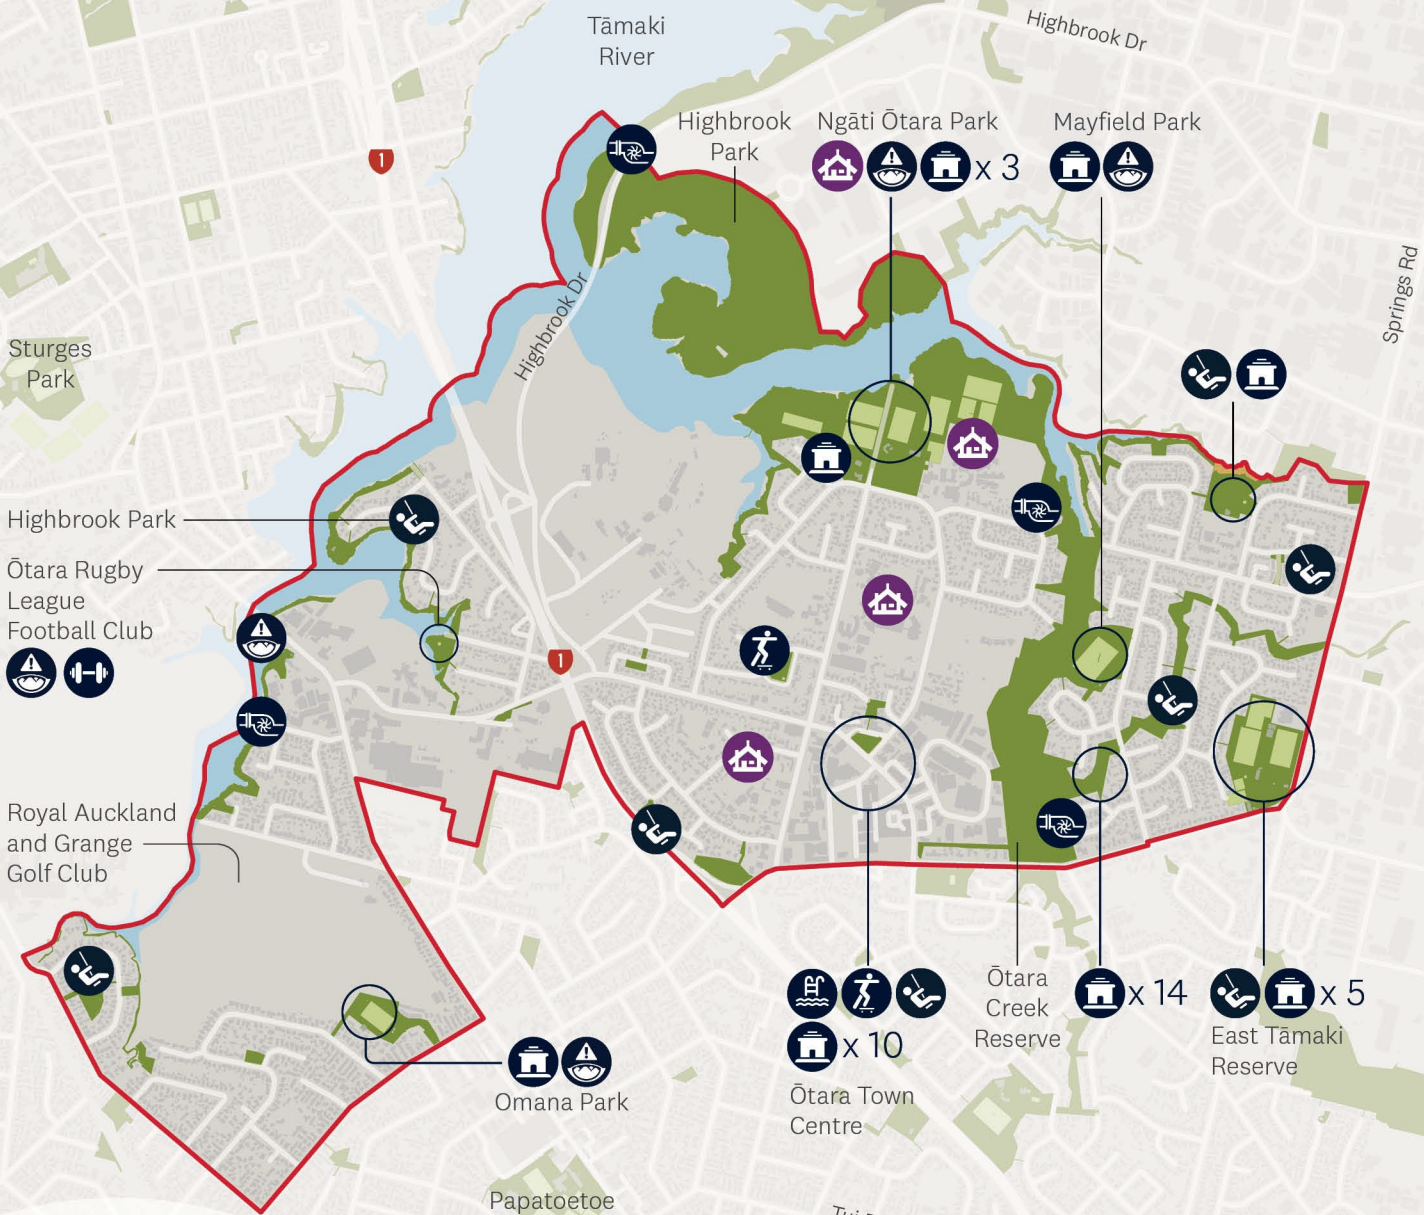 Tāmaki
River
Highbrook Dr
Highbrook
Park
Ngāti Ōtara Park
x 3
Mayfield Park
1
Springs Rd
Highbrook Dr
Sturges
Park
Highbrook Park
Ōtara Rugby
League
Football Club
1
Royal Auckland
and Grange
Golf Club
Ōtara
Creek
Reserve
x 14
x 5
East Tāmaki
Reserve
x 10
Ōtara Town
Centre
Omana Park
Papatoetoe